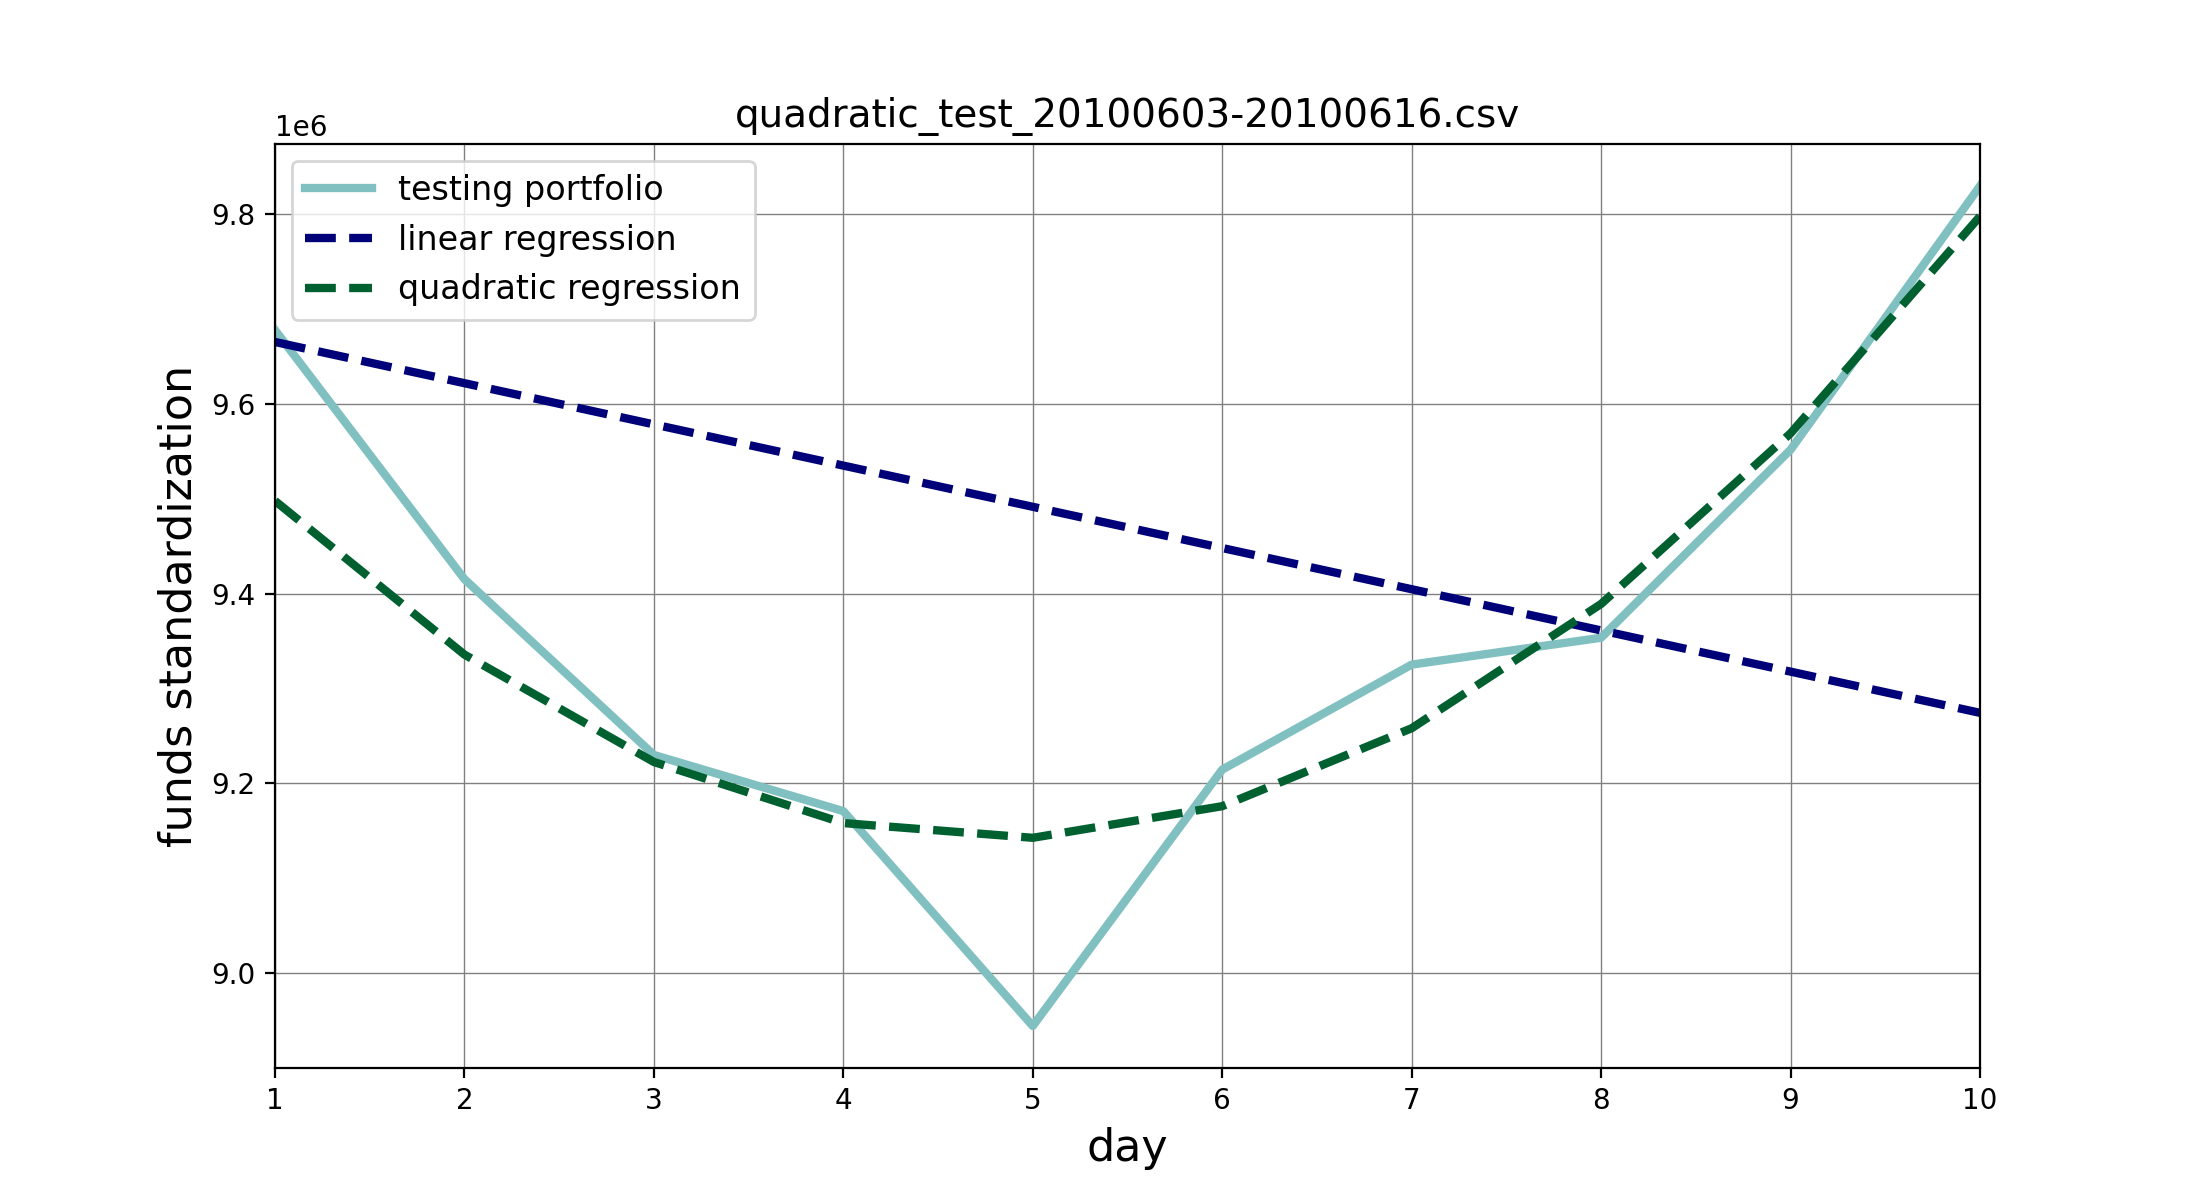 quadratic_test_20100603-20100616.csv
1e6
testing portfolio
linear regression
quadratic regression
9.8
9.6
9.4
9.2
9.0
funds standardization
1 2 3 4 5 6 7 8 9 10
day